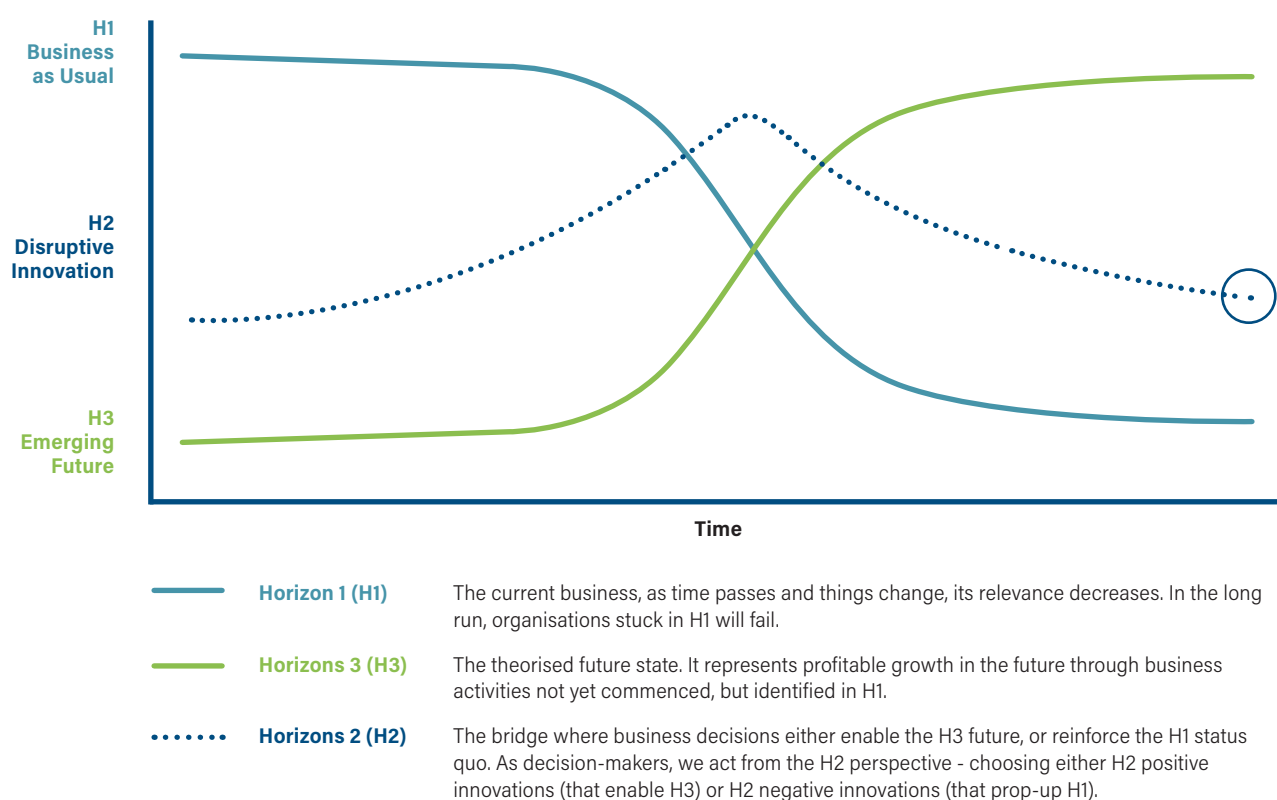 H1
Business
as Usual
H2
Disruptive
Innovation
H3
Emerging
Future
Time
Horizon 1 (H1)
The current business, as time passes and things change, its relevance decreases. In the long
run, organisations stuck in H1 will fail.
Horizons 3 (H3)
The theorised future state. It represents profitable growth in the future through business
activities not yet commenced, but identified in H1.
Horizons 2 (H2)
The bridge where business decisions either enable the H3 future, or reinforce the H1 status
quo. As decision-makers, we act from the H2 perspective - choosing either H2 positive
innovations (that enable H3) or H2 negative innovations (that prop-up H1).